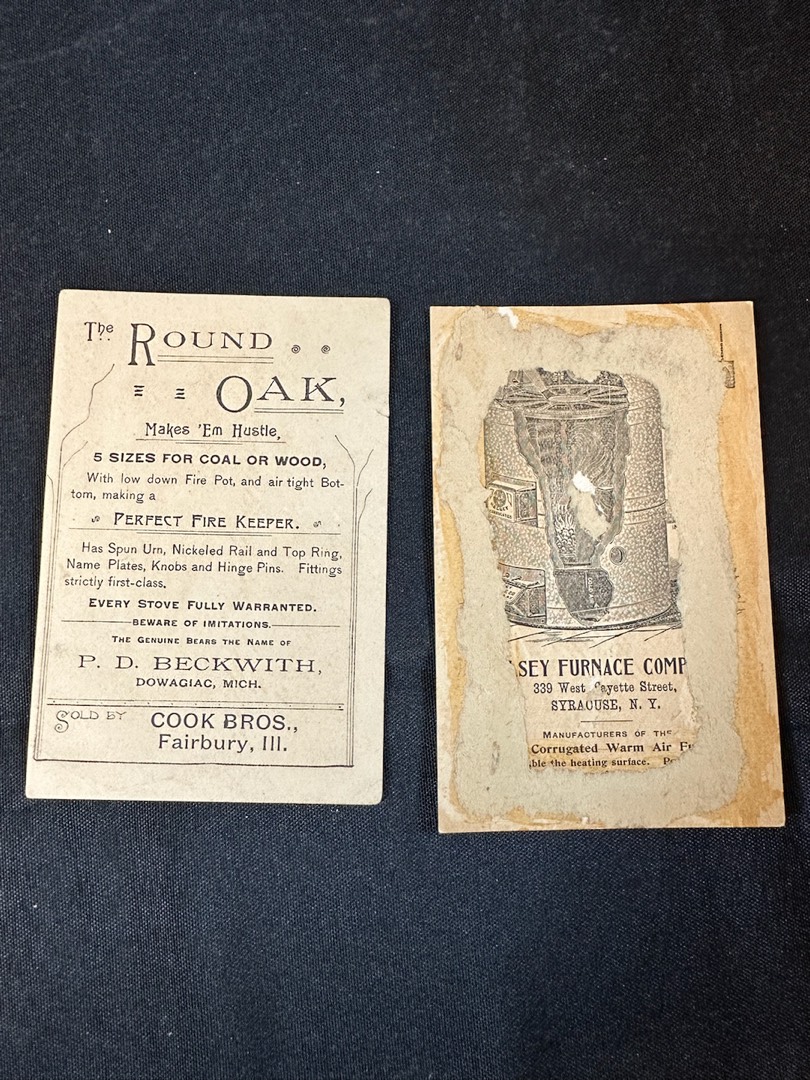 The ROUND
OAK,
Makes 'Em Hustle,
5 SIZES FOR COAL OR WOOD,
With low down Fire Pot, and air tight Bot-
tom, making a
PERFECT FIRE KEEPER.
Has Spun Urn, Nickeled Rail and Top Ring,
Name Plates, Knobs and Hinge Pins. Fittings
strictly first-class.
EVERY STOVE FULLY WARRANTED.
BEWARE OF IMITATIONS.
THE GENUINE BEARS THE NAME OF
P. D. BECKWITH,
DOWAGIAC, MICH.
SOLD BY COOK BROS.,
Fairbury, Ill.
SEY FURNACE COMP
339 West ayette Street,
SYRACUSE, N. Y.
MANUFACTURERS OF THE
Corrugated Warm Air
ble the heating surface.